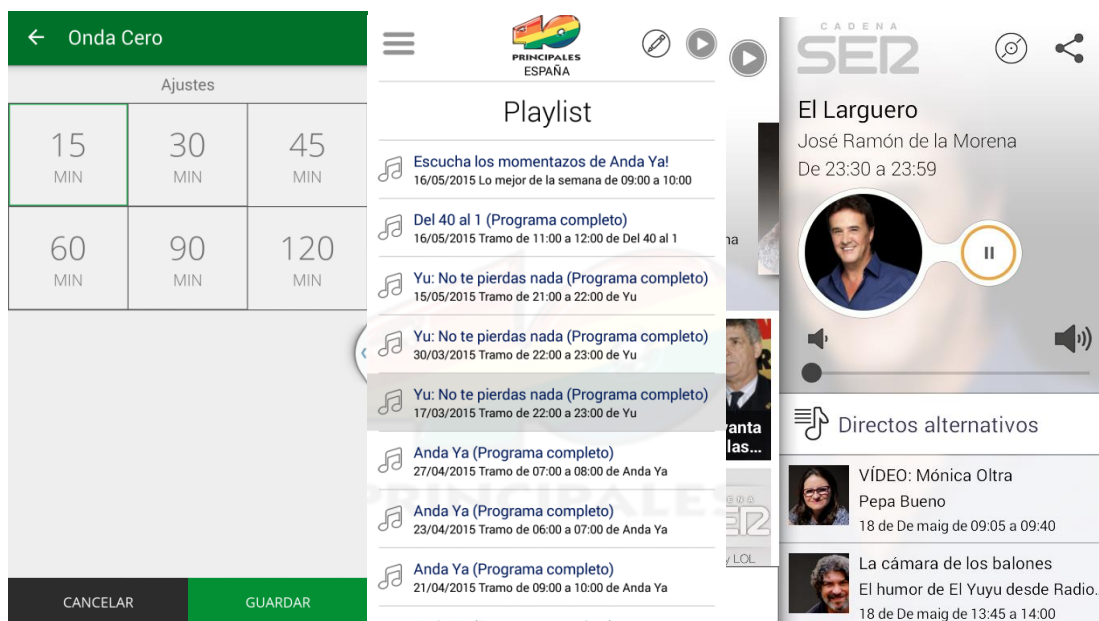 Onda Cero
Ajustes
15
MIN
30
MIN
45
MIN
60
MIN
90
MIN
120
MIN
CANCELAR
GUARDAR
40
PRINCIPALES
ESPAÑA
Playlist
Escucha los momentazos de Anda Ya!
16/05/2015 Lo mejor de la semana de 09:00 a 10:00
Del 40 al 1 (Programa completo)
16/05/2015 Tramo de 11:00 a 12:00 de Del 40 al 1
Yu: No te pierdas nada (Programa completo)
15/05/2015 Tramo de 21:00 a 22:00 de Yu
Yu: No te pierdas nada (Programa completo)
30/03/2015 Tramo de 22:00 a 23:00 de Yu
Yu: No te pierdas nada (Programa completo)
17/03/2015 Tramo de 22:00 a 23:00 de Yu
Anda Ya (Programa completo)
27/04/2015 Tramo de 07:00 a 08:00 de Anda Ya
Anda Ya (Programa completo)
23/04/2015 Tramo de 06:00 a 07:00 de Anda Ya
Anda Ya (Programa completo)
21/04/2015 Tramo de 09:00 a 10:00 de Anda Ya
PRINCIPALES
na
vanta
las...
ENA
ER
y LOL
CADENA
SER
El Larguero
José Ramón de la Morena
De 23:30 a 23:59
Directos alternativos
VÍDEO: Mónica Oltra
Pepa Bueno
18 de De maig de 09:05 a 09:40
La cámara de los balones
El humor de El Yuyu desde Radio.
18 de De maig de 13:45 a 14:00